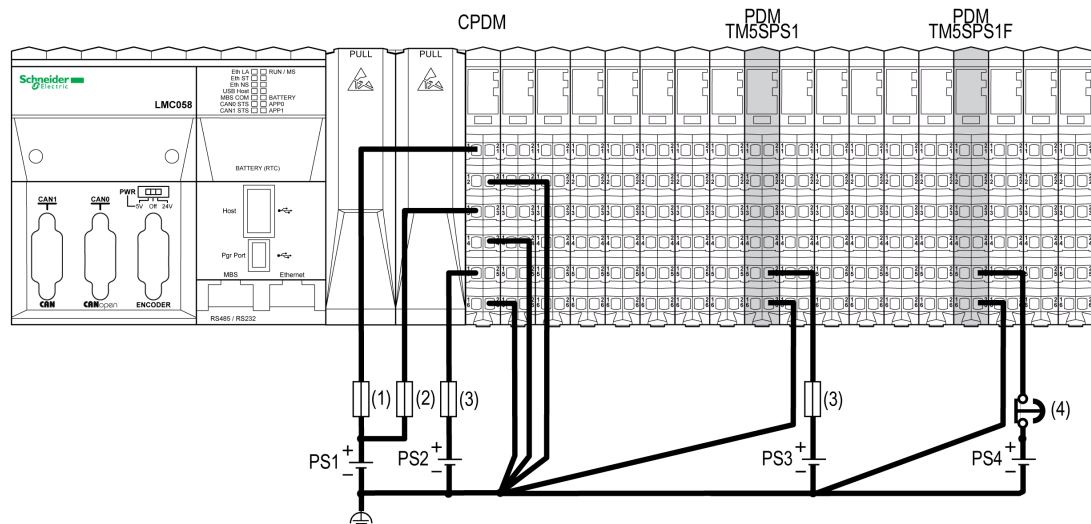 CPDM
PDM
TM5SPS1
PDM
TM5SPS1F
PULL
PULL
Schneider
Electric
LMC058
Eth LA
RUN / MS
Eth ST
Eth NS
USB Host
MBS COM
BATTERY
CAN0 STS
APP0
CAN1 STS
APP1
BATTERY (RTC)
PWR
5V Off 24V
CAN1
CAN0
Host
Pgr Port
MBS
Ethernet
CAN
CANopen
ENCODER
RS485 / RS232
(1)
(2)
(3)
(3)
(4)
PS1
+
−
PS2
+
−
PS3
+
−
PS4
+
−